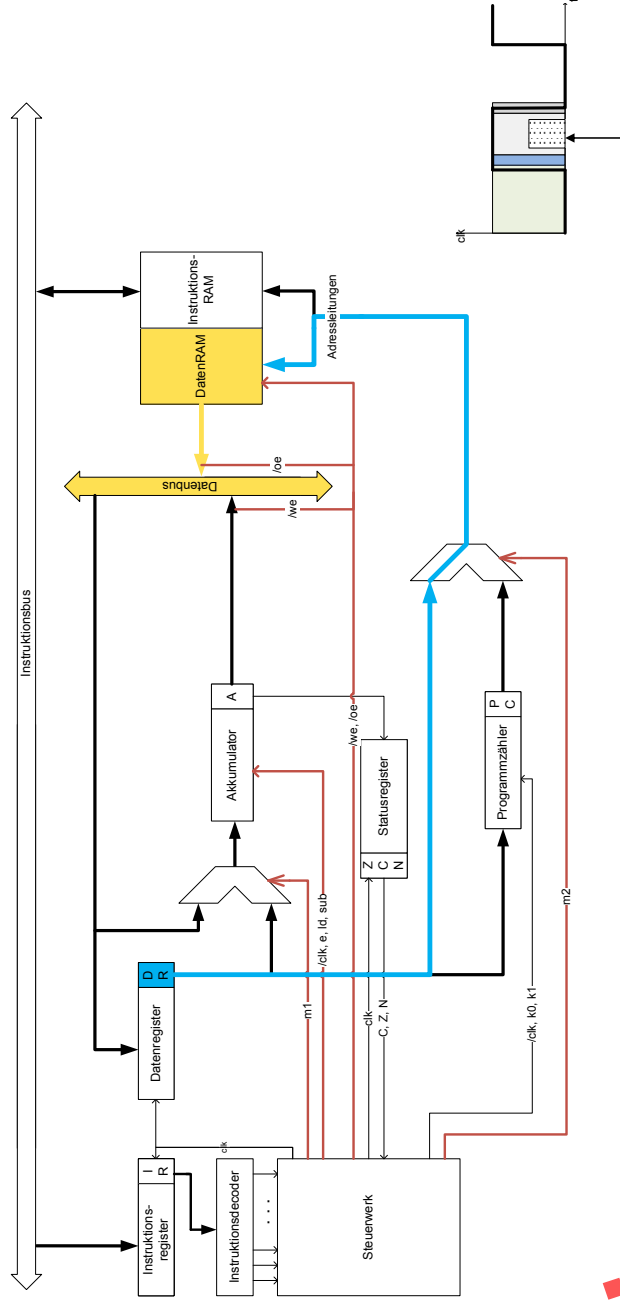 Instruktionsbus
Instruktions-
register
I
R
Datenregister
D
R
Instruktions-
RAM
DatenRAM
Datenbus
/oe
/we
Akkumulator
A
Instruktionsdecoder
. . .
clk
m1
/clk, e, ld, sub
/we, /oe
Adressleitungen
Steuerwerk
clk
C, Z, N
Z
C
N
Statusregister
/clk, k0, k1
Programmzähler
P
C
m2
clk